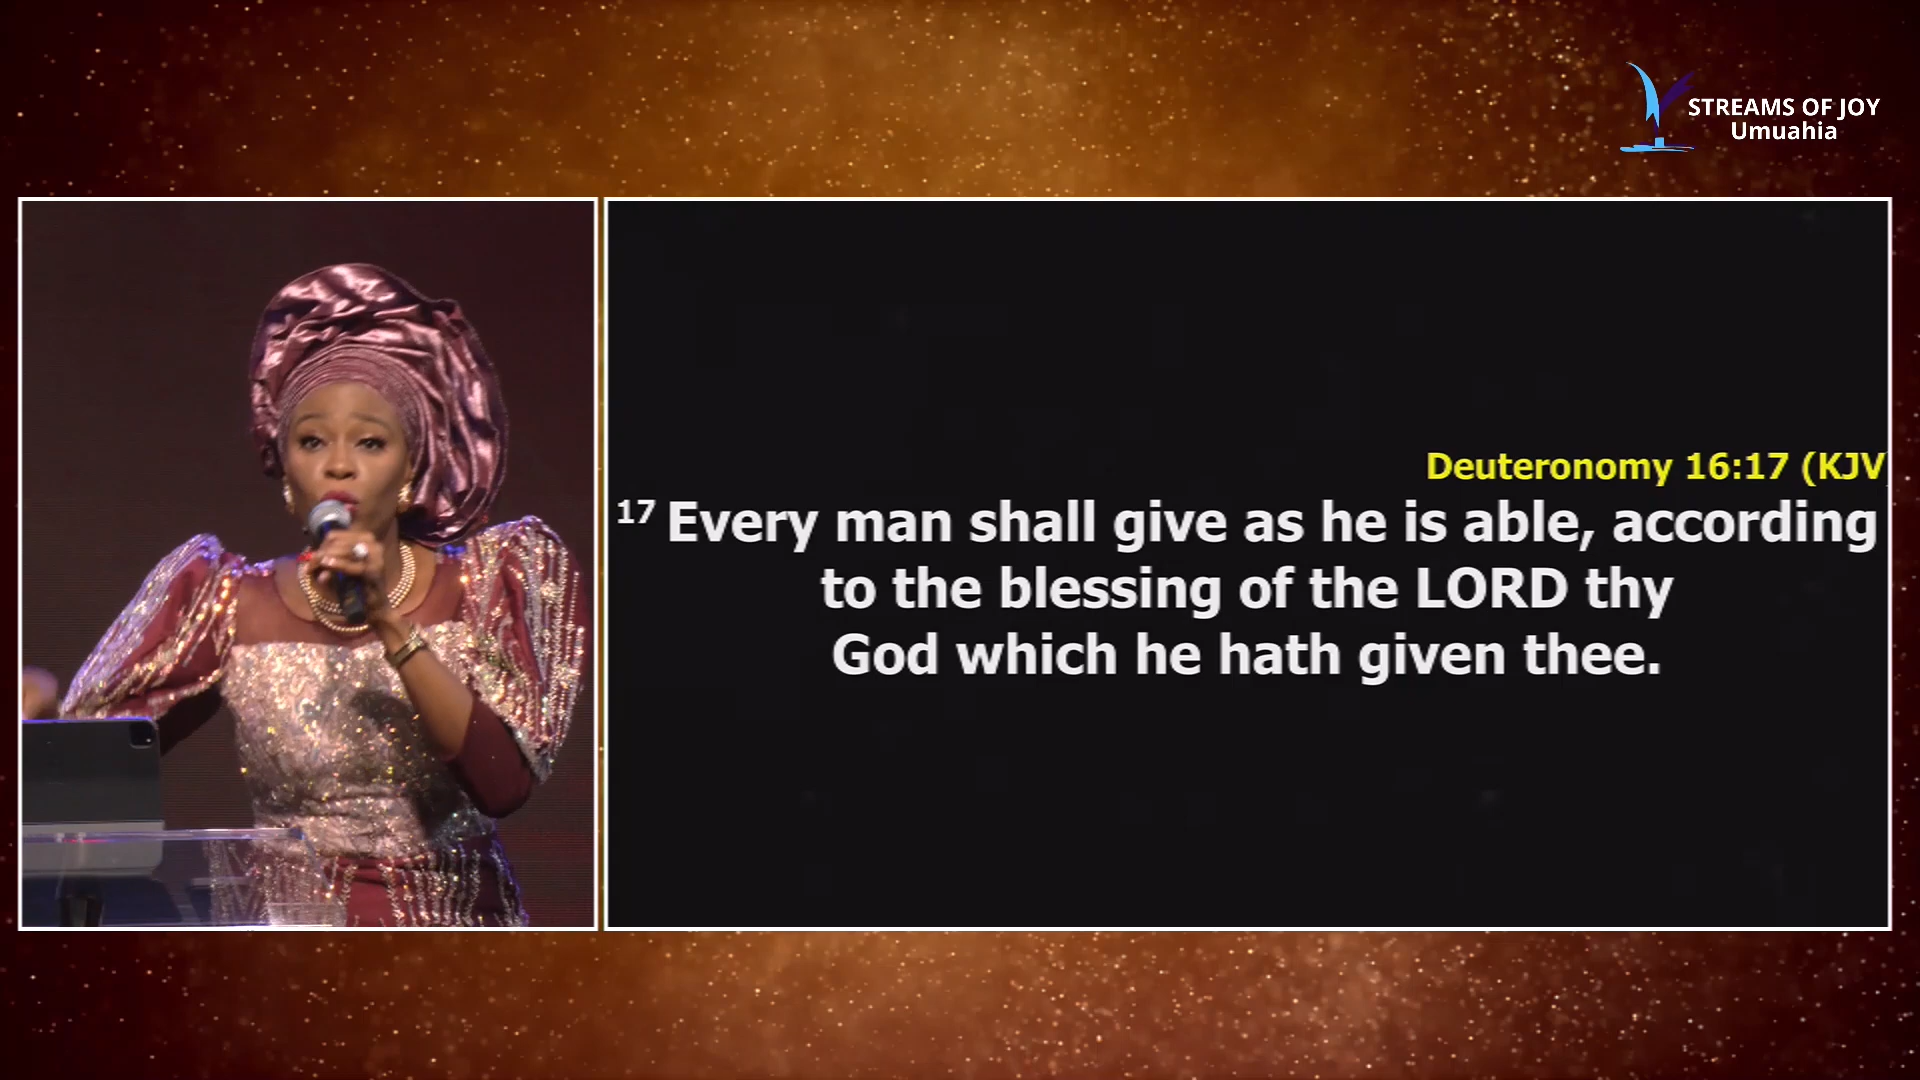 STREAMS OF JOY
Umuahia
Deuteronomy 16:17 (KJV
17 Every man shall give as he is able, according
to the blessing of the LORD thy
God which he hath given thee.